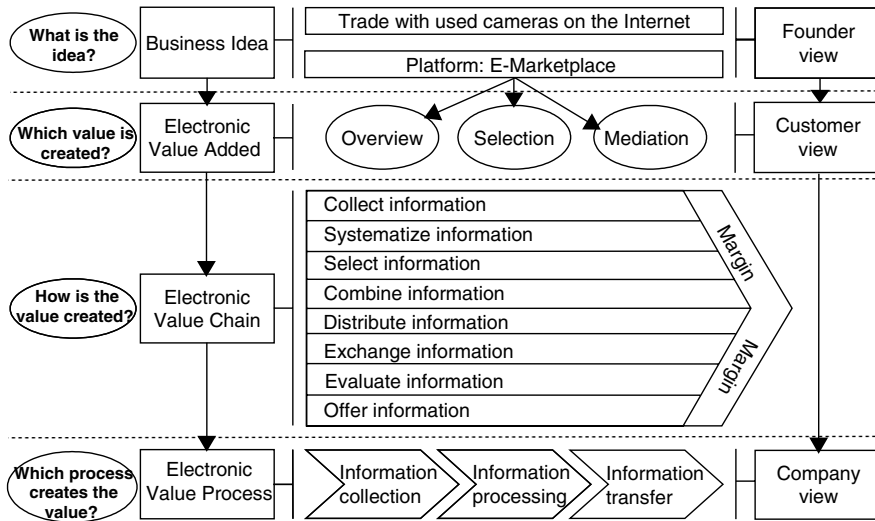 What is the
idea?
Business Idea
Trade with used cameras on the Internet
Platform: E-Marketplace
Founder
view
Which value is
created?
Electronic
Value Added
Overview
Selection
Mediation
Customer
view
How is the
value created?
Electronic
Value Chain
Collect information
Systematize information
Select information
Combine information
Distribute information
Exchange information
Evaluate information
Offer information
Margin
Margin
Which process
creates the
value?
Electronic
Value Process
Information
collection
Information
processing
Information
transfer
Company
view